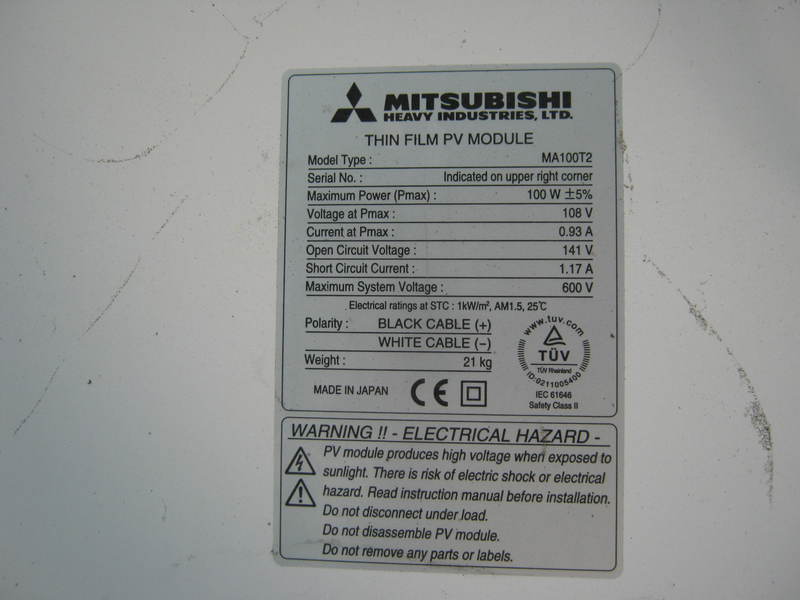 MITSUBISHI
HEAVY INDUSTRIES, LTD.
THIN FILM PV MODULE
Model Type : MA100T2
Serial No. : Indicated on upper right corner
Maximum Power (Pmax) : 100 W ±5%
Voltage at Pmax : 108 V
Current at Pmax : 0.93 A
Open Circuit Voltage : 141 V
Short Circuit Current : 1.17 A
Maximum System Voltage : 600 V
Electrical ratings at STC : 1kW/m², AM1.5, 25℃
Polarity : BLACK CABLE (+)
WHITE CABLE (−)
Weight : 21 kg
MADE IN JAPAN CE
www.tuv.com
TÜV
TÜV Rheinland
ID:0211005400
IEC 61646
Safety Class II
WARNING !! - ELECTRICAL HAZARD -
PV module produces high voltage when exposed to
sunlight. There is risk of electric shock or electrical
hazard. Read instruction manual before installation.
Do not disconnect under load.
Do not disassemble PV module.
Do not remove any parts or labels.